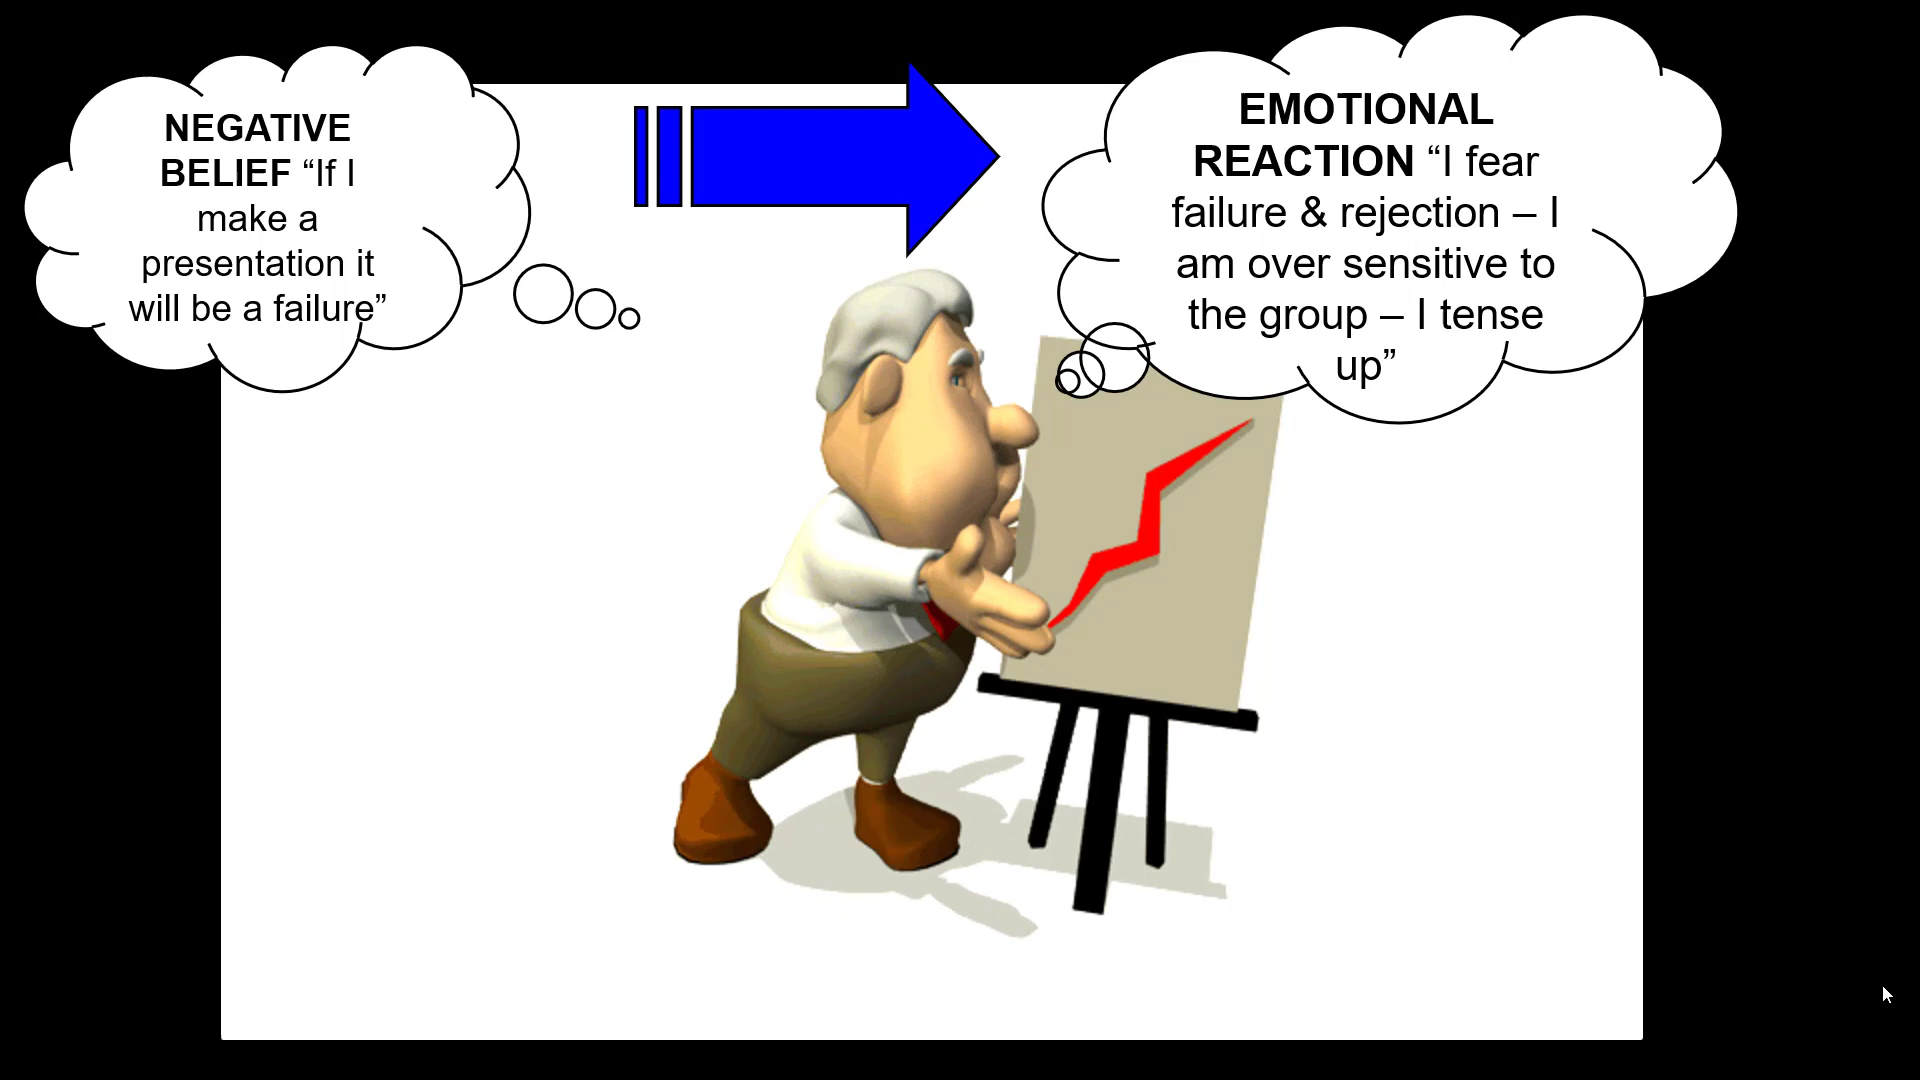 NEGATIVE
BELIEF “If I
make a
presentation it
will be a failure”
EMOTIONAL
REACTION “I fear
failure & rejection – I
am over sensitive to
the group – I tense
up”